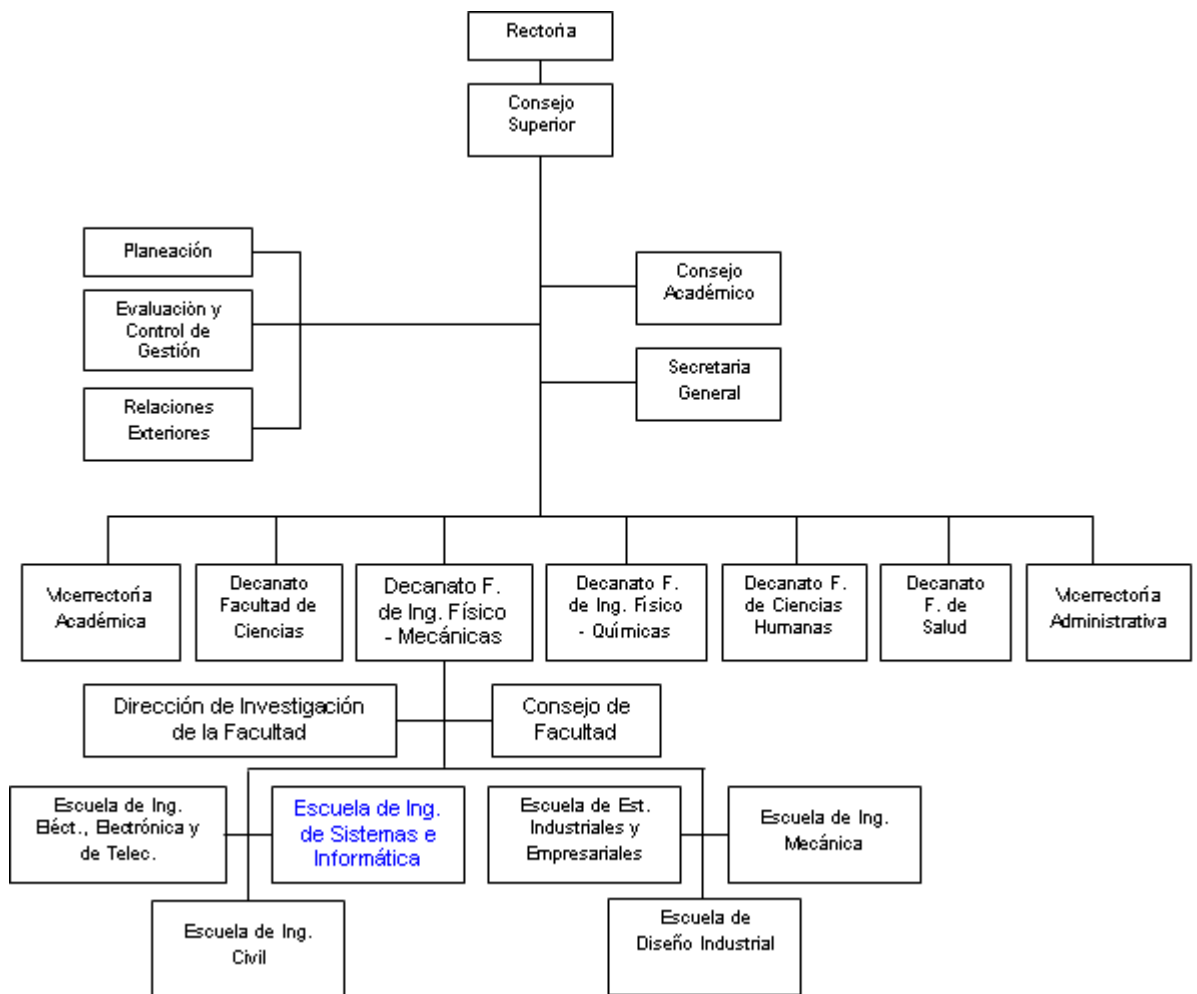 Rectoría
Consejo
Superior
Planeación
Consejo
Académico
Evaluación y
Control de
Gestión
Secretaria
General
Relaciones
Exteriores
Vicerrectoría
Académica
Decanato
Facultad de
Ciencias
Decanato F.
de Ing. Físico
- Mecánicas
Decanato F.
de Ing. Físico
- Químicas
Decanato F.
de Ciencias
Humanas
Decanato
F. de
Salud
Vicerrectoría
Administrativa
Dirección de Investigación
de la Facultad
Consejo de
Facultad
Escuela de Ing.
Eléct., Electrónica y
de Telec.
Escuela de Ing.
de Sistemas e
Informática
Escuela de Est.
Industriales y
Empresariales
Escuela de Ing.
Mecánica
Escuela de Ing.
Civil
Escuela de
Diseño Industrial